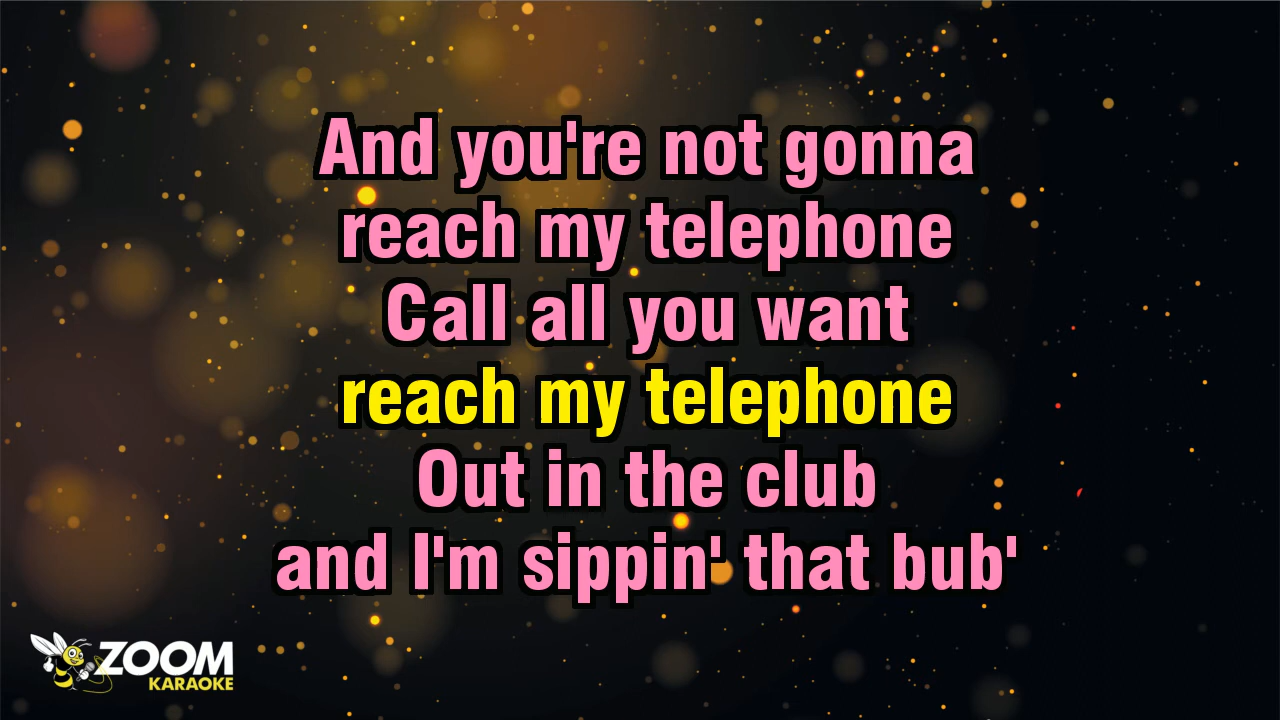 And you're not gonna
reach my telephone
Call all you want
reach my telephone
Out in the club
and I'm sippin' that bub'
ZOOM
KARAOKE